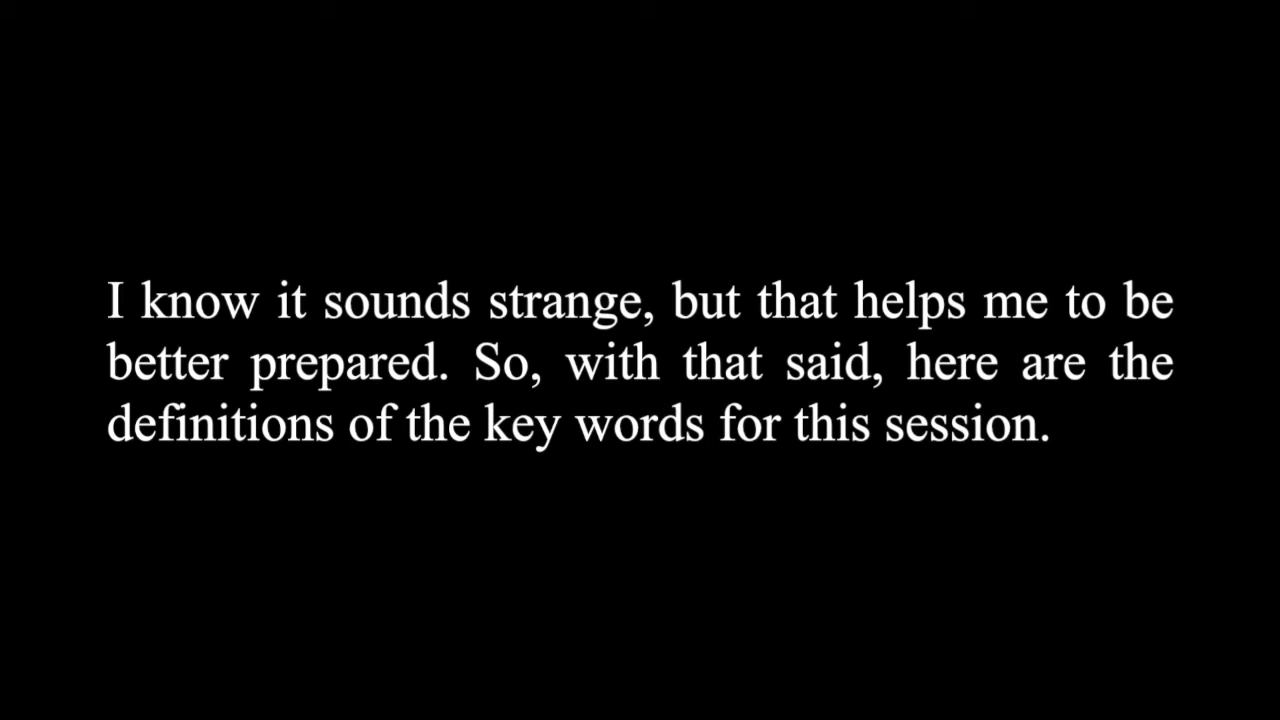 I know it sounds strange, but that helps me to be
better prepared. So, with that said, here are the
definitions of the key words for this session.